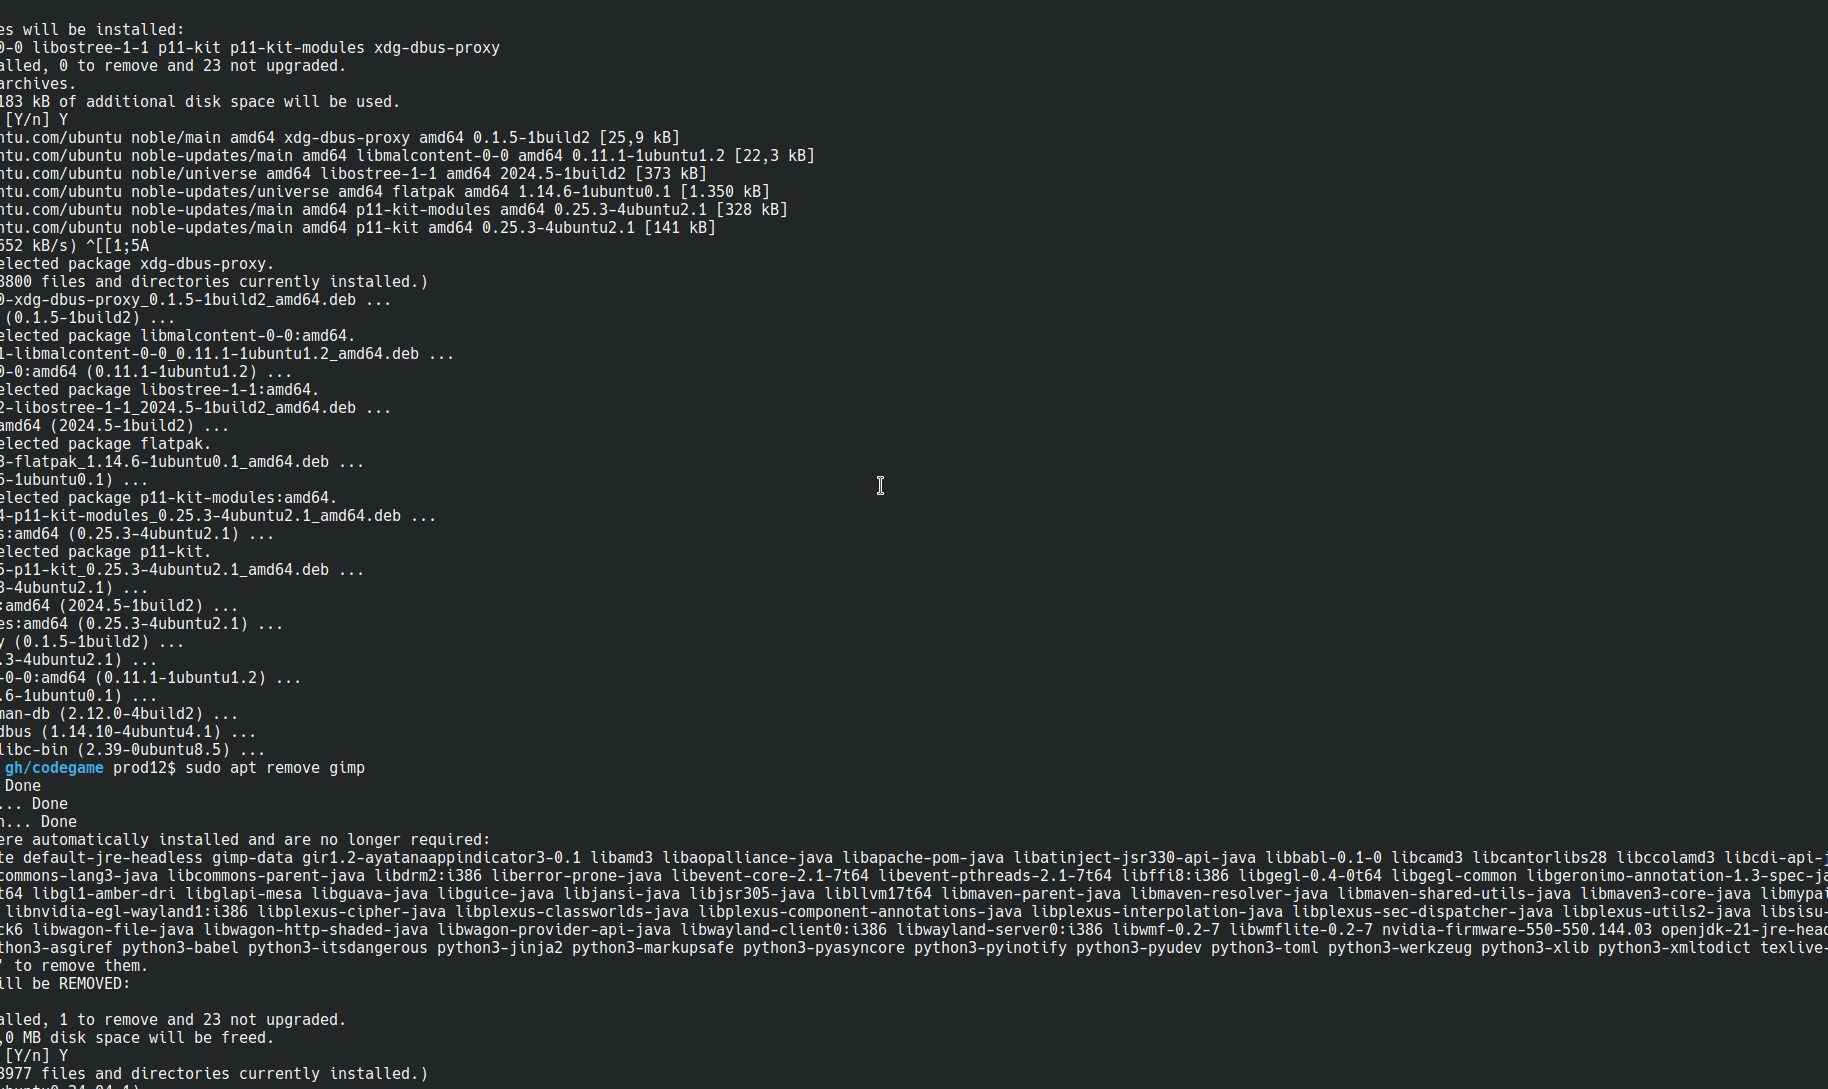 es will be installed:
0-0 libostree-1-1 p11-kit p11-kit-modules xdg-dbus-proxy
alled, 0 to remove and 23 not upgraded.
archives.
183 kB of additional disk space will be used.
[Y/n] Y
ntu.com/ubuntu noble/main amd64 xdg-dbus-proxy amd64 0.1.5-1build2 [25,9 kB]
ntu.com/ubuntu noble-updates/main amd64 libmalcontent-0-0 amd64 0.11.1-1ubuntu1.2 [22,3 kB]
ntu.com/ubuntu noble/universe amd64 libostree-1-1 amd64 2024.5-1build2 [373 kB]
ntu.com/ubuntu noble-updates/universe amd64 flatpak amd64 1.14.6-1ubuntu0.1 [1.350 kB]
ntu.com/ubuntu noble-updates/main amd64 p11-kit-modules amd64 0.25.3-4ubuntu2.1 [328 kB]
ntu.com/ubuntu noble-updates/main amd64 p11-kit amd64 0.25.3-4ubuntu2.1 [141 kB]
652 kB/s) ^[[1;5A
elected package xdg-dbus-proxy.
3800 files and directories currently installed.)
0-xdg-dbus-proxy_0.1.5-1build2_amd64.deb ...
(0.1.5-1build2) ...
elected package libmalcontent-0-0:amd64.
1-libmalcontent-0-0_0.11.1-1ubuntu1.2_amd64.deb ...
0-0:amd64 (0.11.1-1ubuntu1.2) ...
elected package libostree-1-1:amd64.
2-libostree-1-1_2024.5-1build2_amd64.deb ...
amd64 (2024.5-1build2) ...
elected package flatpak.
3-flatpak_1.14.6-1ubuntu0.1_amd64.deb ...
6-1ubuntu0.1) ...
elected package p11-kit-modules:amd64.
4-p11-kit-modules_0.25.3-4ubuntu2.1_amd64.deb ...
s:amd64 (0.25.3-4ubuntu2.1) ...
elected package p11-kit.
5-p11-kit_0.25.3-4ubuntu2.1_amd64.deb ...
3-4ubuntu2.1) ...
:amd64 (2024.5-1build2) ...
es:amd64 (0.25.3-4ubuntu2.1) ...
y (0.1.5-1build2) ...
.3-4ubuntu2.1) ...
-0-0:amd64 (0.11.1-1ubuntu1.2) ...
.6-1ubuntu0.1) ...
man-db (2.12.0-4build2) ...
dbus (1.14.10-4ubuntu4.1) ...
libc-bin (2.39-0ubuntu8.5) ...
gh/codegame prod12$ sudo apt remove gimp
Done
... Done
n... Done
ere automatically installed and are no longer required:
te default-jre-headless gimp-data gir1.2-ayatanaappindicator3-0.1 libamd3 libaopalliance-java libapache-pom-java libatinject-jsr330-api-java libbabl-0.1-0 libcamd3 libcantorlibs28 libccolamd3 libcdi-api-j
commons-lang3-java libcommons-parent-java libdrm2:i386 liberror-prone-java libevent-core-2.1-7t64 libevent-pthreads-2.1-7t64 libffi8:i386 libgegl-0.4-0t64 libgegl-common libgeronimo-annotation-1.3-spec-ja
t64 libgl1-amber-dri libglapi-mesa libguava-java libguice-java libjansi-java libjsr305-java libllvm17t64 libmaven-parent-java libmaven-resolver-java libmaven-shared-utils-java libmaven3-core-java libmypai
libnvidia-egl-wayland1:i386 libplexus-cipher-java libplexus-classworlds-java libplexus-component-annotations-java libplexus-interpolation-java libplexus-sec-dispatcher-java libplexus-utils2-java libsisu-
ck6 libwagon-file-java libwagon-http-shaded-java libwagon-provider-api-java libwayland-client0:i386 libwayland-server0:i386 libwmf-0.2-7 libwmflite-0.2-7 nvidia-firmware-550-550.144.03 openjdk-21-jre-head
thon3-asgiref python3-babel python3-itsdangerous python3-jinja2 python3-markupsafe python3-pyasyncore python3-pyinotify python3-pyudev python3-toml python3-werkzeug python3-xlib python3-xmltodict texlive-
' to remove them.
ill be REMOVED:
alled, 1 to remove and 23 not upgraded.
,0 MB disk space will be freed.
[Y/n] Y
3977 files and directories currently installed.)